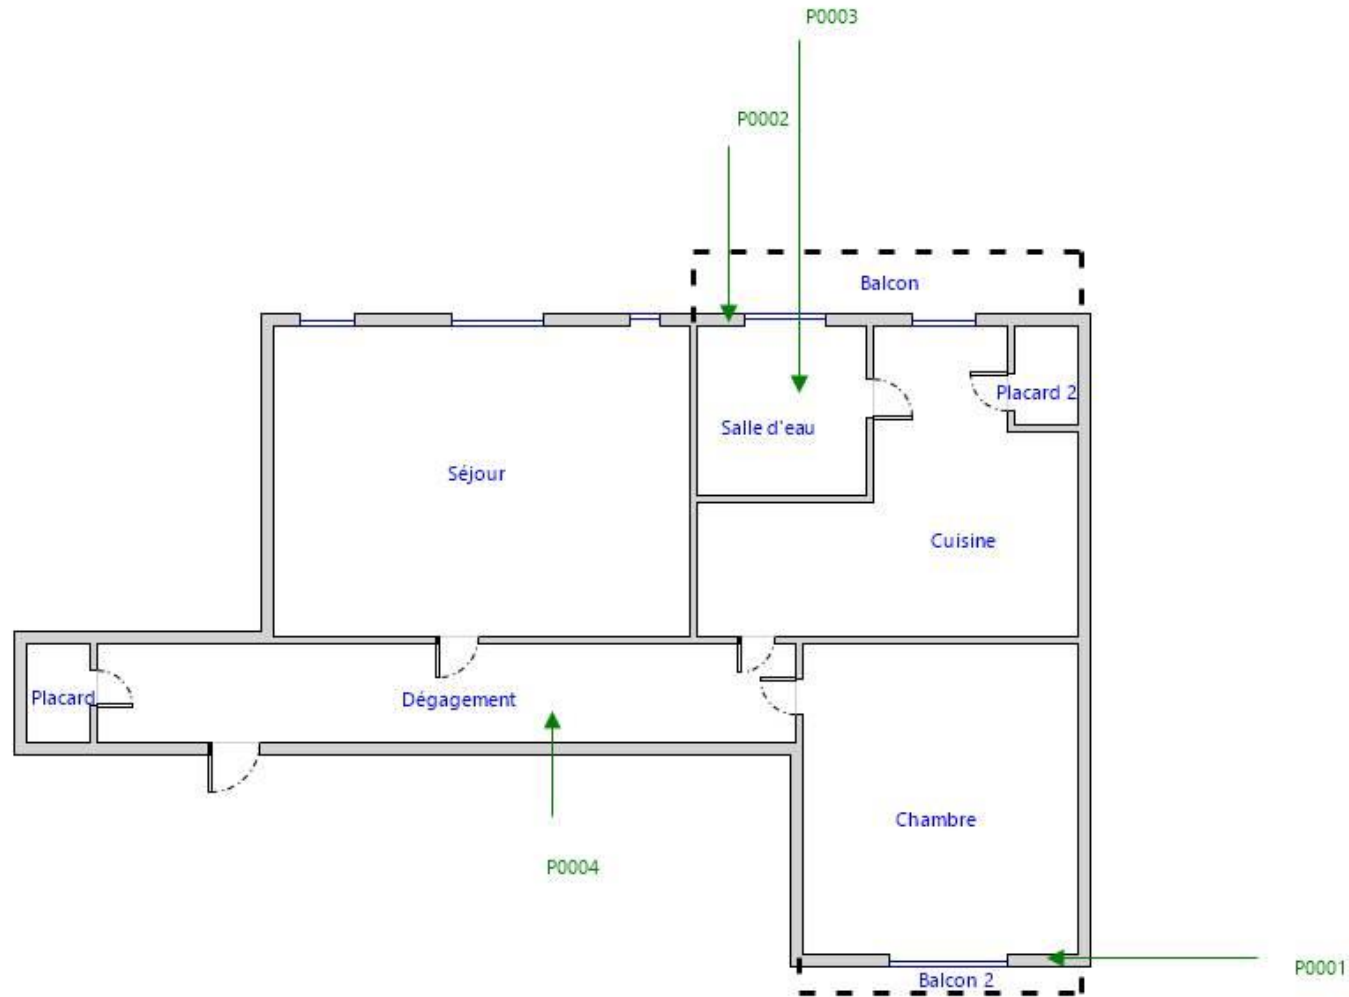 P0003
P0002
Balcon
Placard 2
Salle d'eau
Séjour
Cuisine
Placard
Dégagement
Chambre
P0004
P0001
Balcon 2